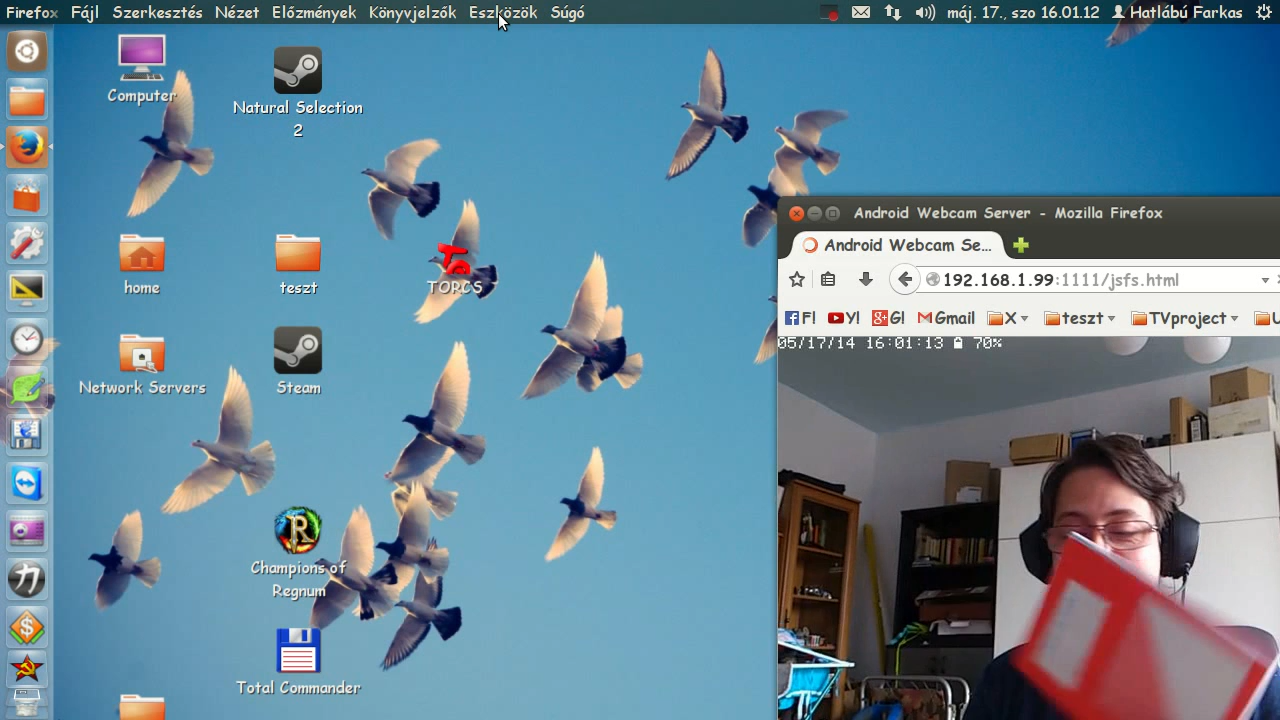 Firefox Fájl Szerkesztés Nézet Előzmények Könyvjelzők Eszközök Súgó máj. 17., szo 16.01.12 Hatlábú Farkas
Computer
Natural Selection
2
home
teszt
TORCS
Network Servers
Steam
Champions of
Regnum
Total Commander
Android Webcam Server - Mozilla Firefox
Android Webcam Se...
192.168.1.99:1111/jsfs.html
F! Y! G! Gmail X teszt TVproject
05/17/14 16:01:13 70%